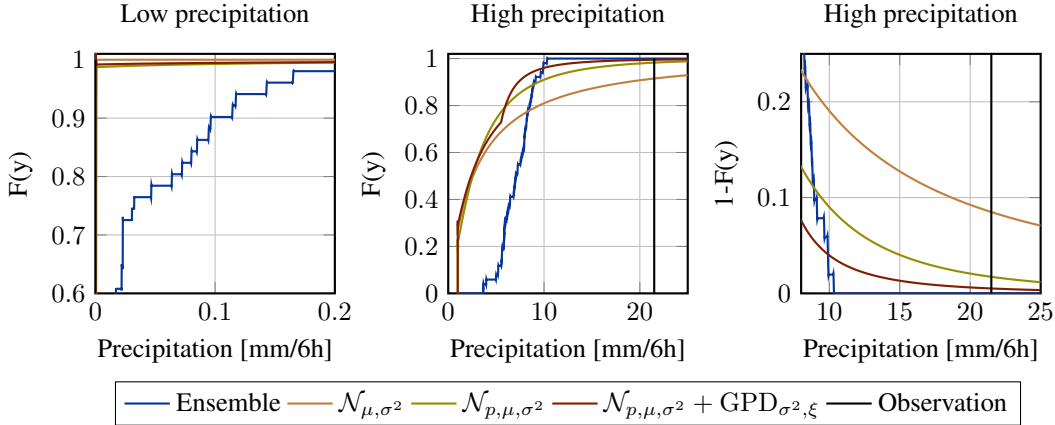 Low precipitation
High precipitation
High precipitation
F(y)
1
0.9
0.8
0.7
0.6
0
0.1
0.2
Precipitation [mm/6h]
F(y)
1
0.8
0.6
0.4
0.2
0
0
10
20
Precipitation [mm/6h]
1-F(y)
0.2
0.1
0
10
15
20
25
Precipitation [mm/6h]
Ensemble
𝒩μ,σ²
𝒩p,μ,σ²
𝒩p,μ,σ² + GPDσ²,ξ
Observation